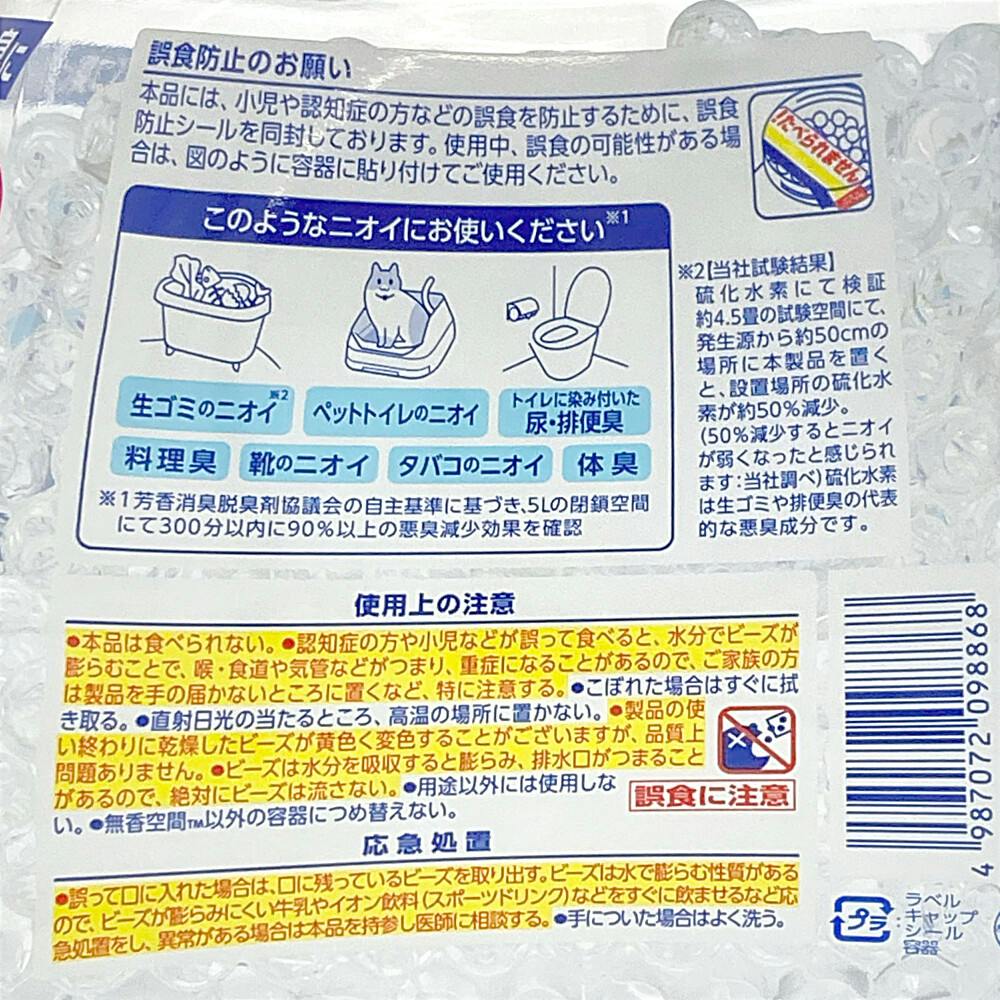 誤食防止のお願い
本品には、小児や認知症の方などの誤食を防止するために、誤食
防止シールを同封しております。使用中、誤食の可能性がある場
合は、図のように容器に貼り付けてご使用ください。
たべられません
このようなニオイにお使いください※1
生ゴミのニオイ※2
ペットトイレのニオイ
トイレに染み付いた
尿・排便臭
料理臭
靴のニオイ
タバコのニオイ
体臭
※1芳香消臭脱臭剤協議会の自主基準に基づき、5Lの閉鎖空間
にて300分以内に90%以上の悪臭減少効果を確認
※2【当社試験結果】
硫化水素にて検証
約4.5畳の試験空間にて、
発生源から約50cmの
場所に本製品を置く
と、設置場所の硫化水
素が約50%減少。
(50%減少するとニオイ
が弱くなったと感じられ
ます:当社調べ)硫化水素
は生ゴミや排便臭の代表
的な悪臭成分です。
使用上の注意
●本品は食べられない。●認知症の方や小児などが誤って食べると、水分でビーズが
膨らむことで、喉・食道や気管などがつまり、重症になることがあるので、ご家族の方
は製品を手の届かないところに置くなど、特に注意する。●こぼれた場合はすぐに拭
き取る。●直射日光の当たるところ、高温の場所に置かない。●製品の使
い終わりに乾燥したビーズが黄色く変色することがございますが、品質上
問題ありません。●ビーズは水分を吸収すると膨らみ、排水口がつまること
があるので、絶対にビーズは流さない。●用途以外には使用しな
い。●無香空間TM以外の容器につめ替えない。
誤食に注意
応急処置
●誤って口に入れた場合は、口に残っているビーズを取り出す。ビーズは水で膨らむ性質がある
ので、ビーズが膨らみにくい牛乳やイオン飲料(スポーツドリンク)などをすぐに飲ませるなど応
急処置をし、異常がある場合は本品を持参し医師に相談する。●手についた場合はよく洗う。
4 987072 098868
プラ
ラベル
キャップ
シール
容器